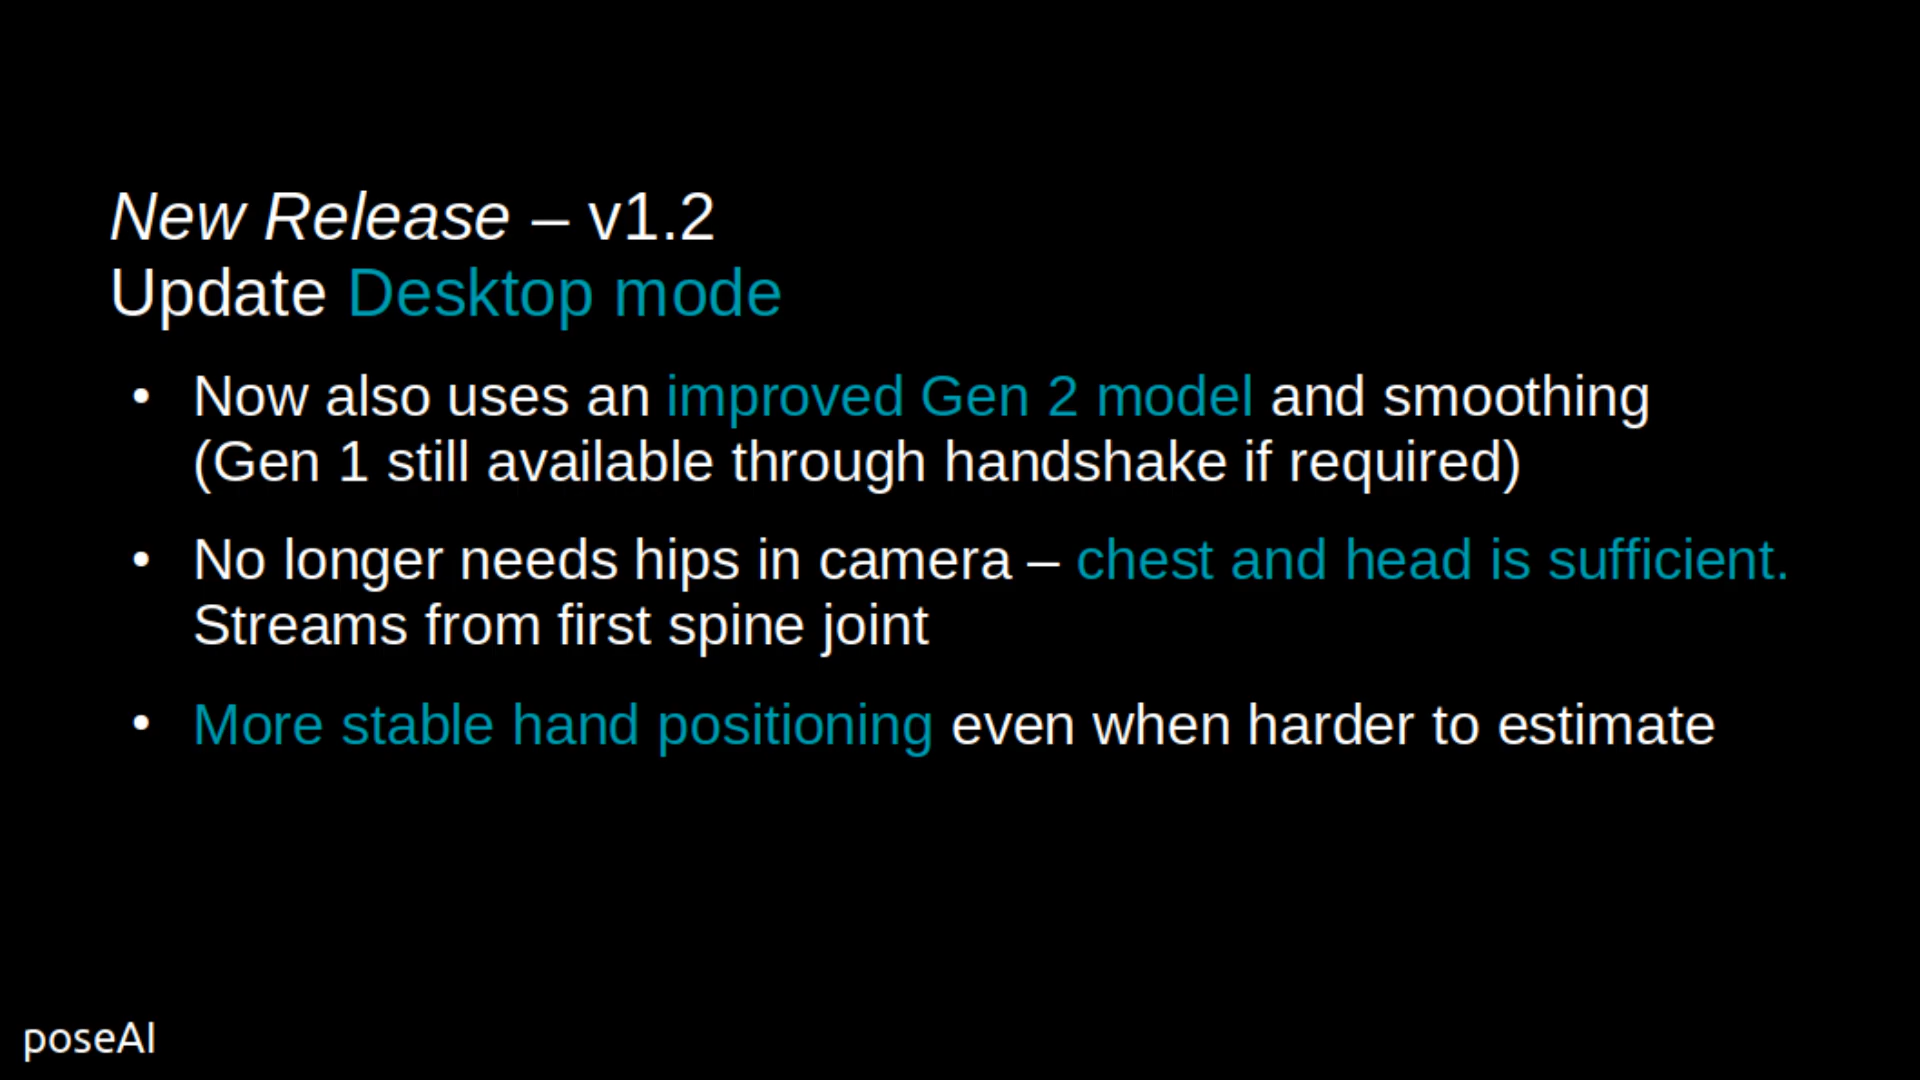 New Release – v1.2
Update Desktop mode
• Now also uses an improved Gen 2 model and smoothing
(Gen 1 still available through handshake if required)
• No longer needs hips in camera – chest and head is sufficient.
Streams from first spine joint
• More stable hand positioning even when harder to estimate
poseAI